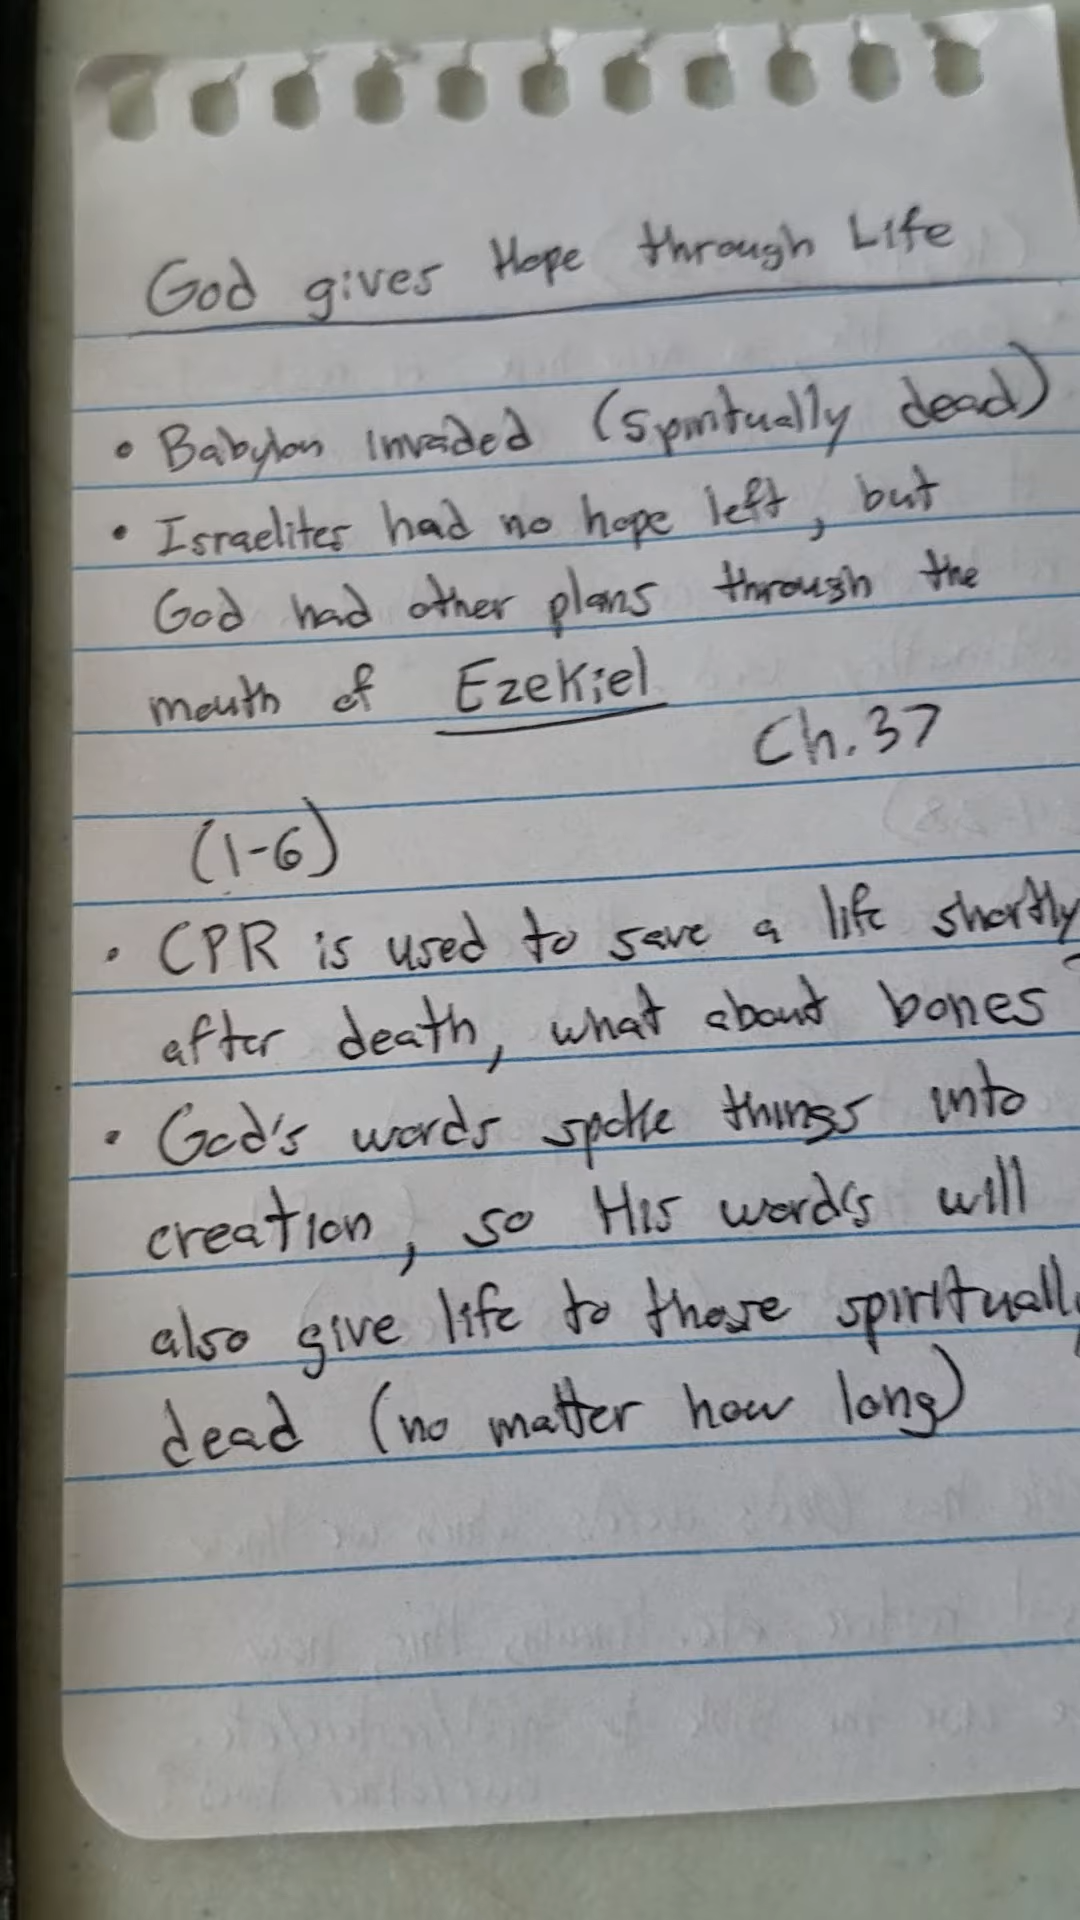 God gives Hope through Life
• Babylon invaded (spiritually dead)
• Israelites had no hope left, but
God had other plans through the
mouth of Ezekiel
Ch. 37
(1-6)
• CPR is used to save a life shortly
after death, what about bones?
• God's words spoke things into
creation, so His words will
also give life to those spiritually
dead (no matter how long)